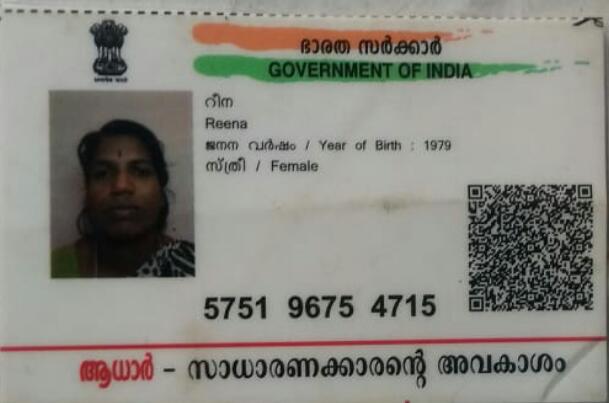 ഭാരത സർക്കാർ
GOVERNMENT OF INDIA
റീന
Reena
ജനന വർഷം / Year of Birth : 1979
സ്ത്രീ / Female
5751 9675 4715
ആധാർ - സാധാരണക്കാരന്റെ അവകാശം